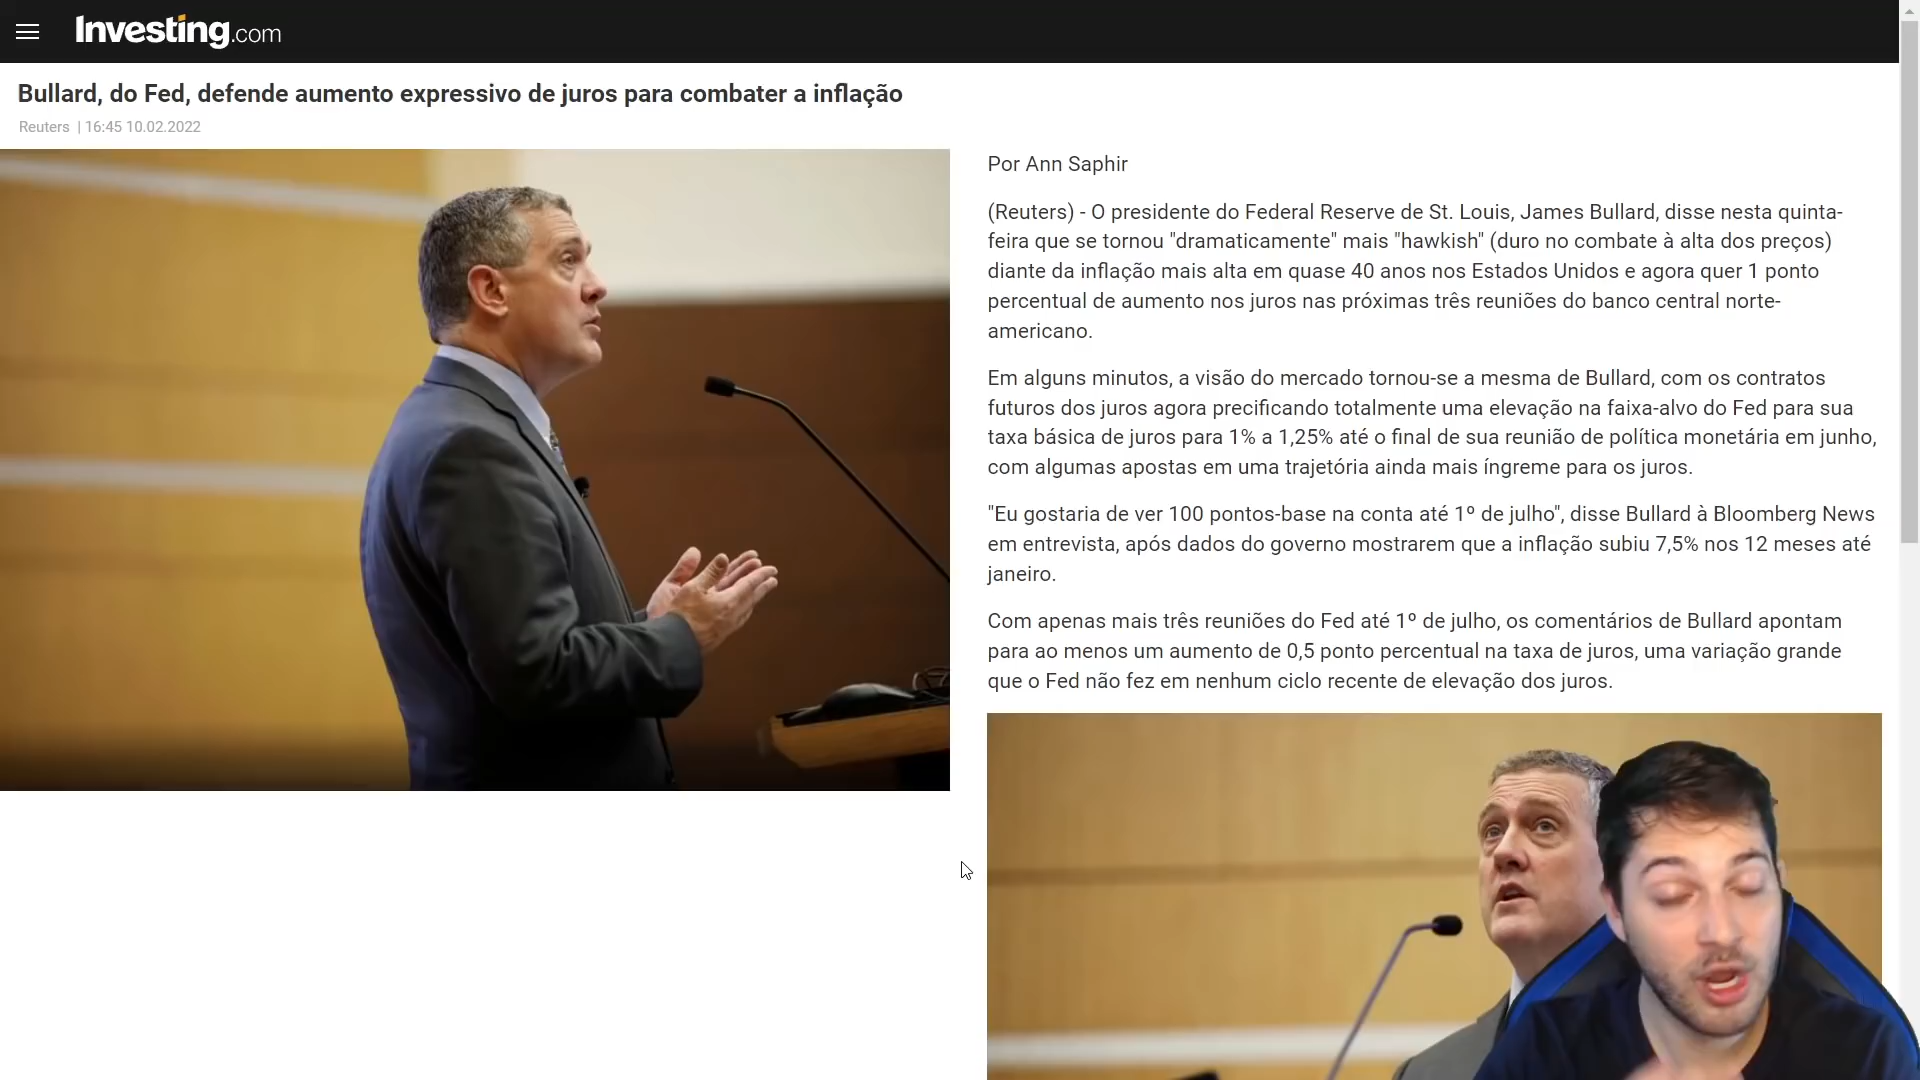 Investing.com
Bullard, do Fed, defende aumento expressivo de juros para combater a inflação
Reuters | 16:45 10.02.2022
Por Ann Saphir
(Reuters) - O presidente do Federal Reserve de St. Louis, James Bullard, disse nesta quinta-
feira que se tornou "dramaticamente" mais "hawkish" (duro no combate à alta dos preços)
diante da inflação mais alta em quase 40 anos nos Estados Unidos e agora quer 1 ponto
percentual de aumento nos juros nas próximas três reuniões do banco central norte-
americano.
Em alguns minutos, a visão do mercado tornou-se a mesma de Bullard, com os contratos
futuros dos juros agora precificando totalmente uma elevação na faixa-alvo do Fed para sua
taxa básica de juros para 1% a 1,25% até o final de sua reunião de política monetária em junho,
com algumas apostas em uma trajetória ainda mais íngreme para os juros.
"Eu gostaria de ver 100 pontos-base na conta até 1º de julho", disse Bullard à Bloomberg News
em entrevista, após dados do governo mostrarem que a inflação subiu 7,5% nos 12 meses até
janeiro.
Com apenas mais três reuniões do Fed até 1º de julho, os comentários de Bullard apontam
para ao menos um aumento de 0,5 ponto percentual na taxa de juros, uma variação grande
que o Fed não fez em nenhum ciclo recente de elevação dos juros.